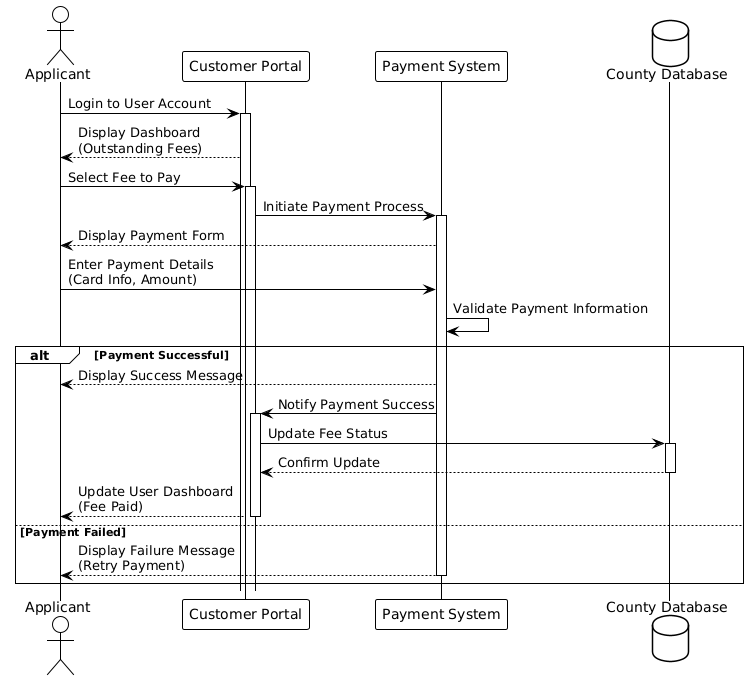 Applicant
Customer Portal
Payment System
County Database
Login to User Account
Display Dashboard
(Outstanding Fees)
Select Fee to Pay
Initiate Payment Process
Display Payment Form
Enter Payment Details
(Card Info, Amount)
Validate Payment Information
alt
[Payment Successful]
Display Success Message
Notify Payment Success
Update Fee Status
Confirm Update
Update User Dashboard
(Fee Paid)
[Payment Failed]
Display Failure Message
(Retry Payment)
Applicant
Customer Portal
Payment System
County Database